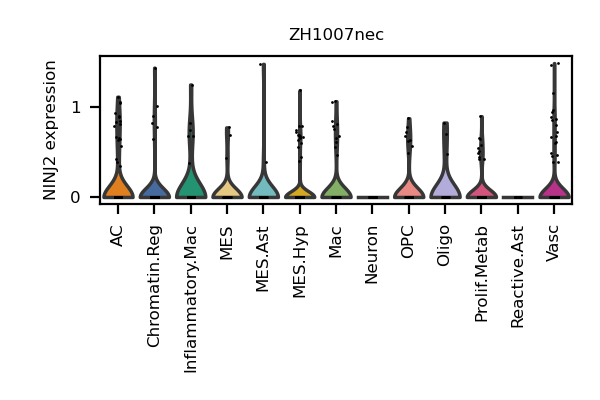 ZH1007nec
NINJ2 expression
1
0
AC
Chromatin.Reg
Inflammatory.Mac
MES
MES.Ast
MES.Hyp
Mac
Neuron
OPC
Oligo
Prolif.Metab
Reactive.Ast
Vasc